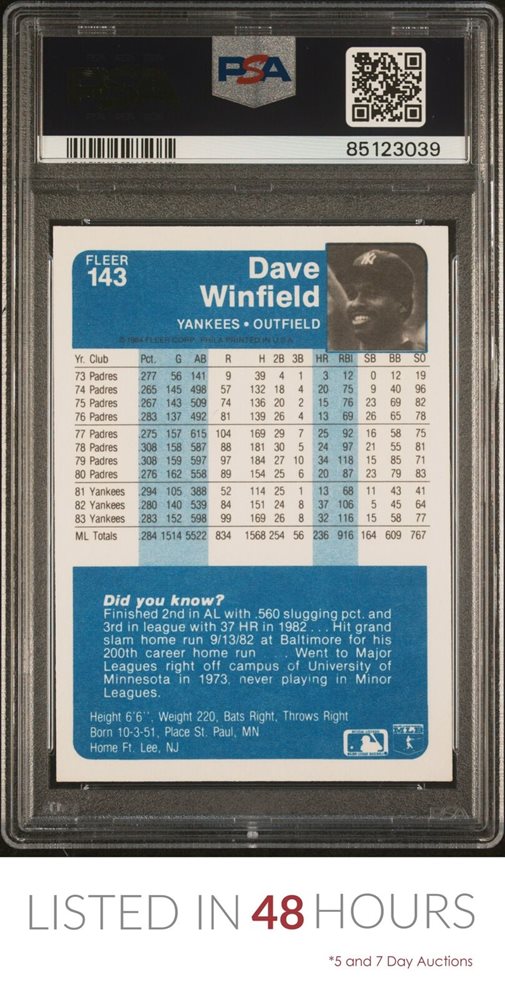 PSA
85123039
FLEER
143
Dave
Winfield
YANKEES • OUTFIELD
© 1984 FLEER CORP. PHILA PRINTED IN U.S.A.
Yr. Club Pct. G AB R H 2B 3B HR RBI SB BB SO
73 Padres 277 56 141 9 39 4 1 3 12 0 12 19
74 Padres 265 145 498 57 132 18 4 20 75 9 40 96
75 Padres 267 143 509 74 136 20 2 15 76 23 69 82
76 Padres 283 137 492 81 139 26 4 13 69 26 65 78
77 Padres 275 157 615 104 169 29 7 25 92 16 58 75
78 Padres 308 158 587 88 181 30 5 24 97 21 55 81
79 Padres 308 159 597 97 184 27 10 34 118 15 85 71
80 Padres 276 162 558 89 154 25 6 20 87 23 79 83
81 Yankees 294 105 388 52 114 25 1 13 68 11 43 41
82 Yankees 280 140 539 84 151 24 8 37 106 5 45 64
83 Yankees 283 152 598 99 169 26 8 32 116 15 58 77
ML Totals 284 1514 5522 834 1568 254 56 236 916 164 609 767
Did you know?
Finished 2nd in AL with .560 slugging pct. and
3rd in league with 37 HR in 1982 . . . Hit grand
slam home run 9/13/82 at Baltimore for his
200th career home run . . . Went to Major
Leagues right off campus of University of
Minnesota in 1973, never playing in Minor
Leagues.
Height 6'6'', Weight 220, Bats Right, Throws Right
Born 10-3-51, Place St. Paul, MN
Home Ft. Lee, NJ
MLB
PSA
LISTED IN 48 HOURS
*5 and 7 Day Auctions